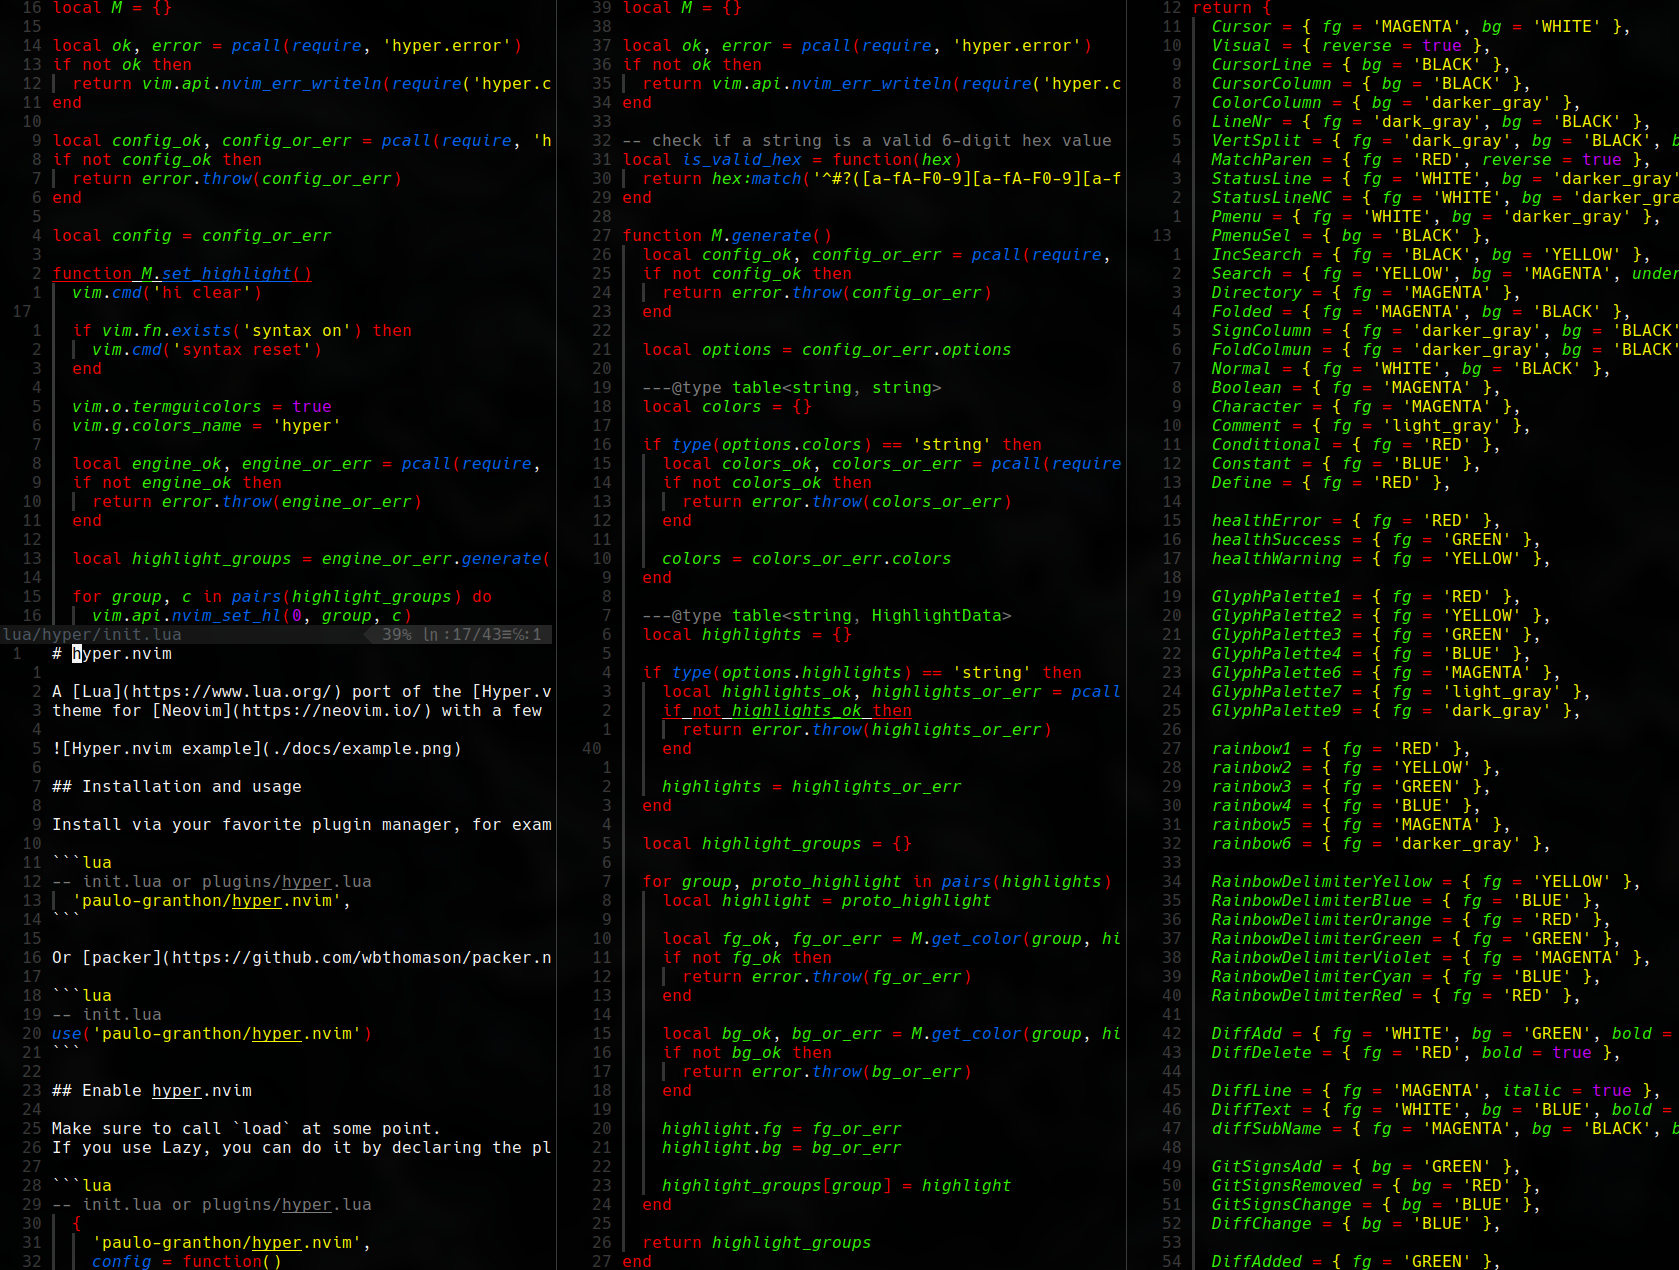 16 local M = {}
15
14 local ok, error = pcall(require, 'hyper.error')
13 if not ok then
12   return vim.api.nvim_err_writeln(require('hyper.c
11 end
10
9 local config_ok, config_or_err = pcall(require, 'h
8 if not config_ok then
7   return error.throw(config_or_err)
6 end
5
4 local config = config_or_err
3
2 function M.set_highlight()
1   vim.cmd('hi clear')
17
1   if vim.fn.exists('syntax on') then
2     vim.cmd('syntax reset')
3   end
4
5   vim.o.termguicolors = true
6   vim.g.colors_name = 'hyper'
7
8   local engine_ok, engine_or_err = pcall(require,
9   if not engine_ok then
10     return error.throw(engine_or_err)
11   end
12
13   local highlight_groups = engine_or_err.generate(
14
15   for group, c in pairs(highlight_groups) do
16     vim.api.nvim_set_hl(0, group, c)
lua/hyper/init.lua 39% ln :17/43≡℅:1
1 # hyper.nvim
1
2 A [Lua](https://www.lua.org/) port of the [Hyper.v
3 theme for [Neovim](https://neovim.io/) with a few
4
5 ![Hyper.nvim example](./docs/example.png)
6
7 ## Installation and usage
8
9 Install via your favorite plugin manager, for exam
10
11 ```lua
12 -- init.lua or plugins/hyper.lua
13   'paulo-granthon/hyper.nvim',
14 ```
15
16 Or [packer](https://github.com/wbthomason/packer.n
17
18 ```lua
19 -- init.lua
20 use('paulo-granthon/hyper.nvim')
21 ```
22
23 ## Enable hyper.nvim
24
25 Make sure to call `load` at some point.
26 If you use Lazy, you can do it by declaring the pl
27
28 ```lua
29 -- init.lua or plugins/hyper.lua
30   {
31     'paulo-granthon/hyper.nvim',
32     config = function()
39 local M = {}
38
37 local ok, error = pcall(require, 'hyper.error')
36 if not ok then
35   return vim.api.nvim_err_writeln(require('hyper.c
34 end
33
32 -- check if a string is a valid 6-digit hex value
31 local is_valid_hex = function(hex)
30   return hex:match('^#?([a-fA-F0-9][a-fA-F0-9][a-f
29 end
28
27 function M.generate()
26   local config_ok, config_or_err = pcall(require,
25   if not config_ok then
24     return error.throw(config_or_err)
23   end
22
21   local options = config_or_err.options
20
19   ---@type table<string, string>
18   local colors = {}
17
16   if type(options.colors) == 'string' then
15     local colors_ok, colors_or_err = pcall(require
14     if not colors_ok then
13       return error.throw(colors_or_err)
12     end
11
10     colors = colors_or_err.colors
9   end
8
7   ---@type table<string, HighlightData>
6   local highlights = {}
5
4   if type(options.highlights) == 'string' then
3     local highlights_ok, highlights_or_err = pcall
2     if not highlights_ok then
1       return error.throw(highlights_or_err)
40     end
1
2     highlights = highlights_or_err
3   end
4
5   local highlight_groups = {}
6
7   for group, proto_highlight in pairs(highlights)
8     local highlight = proto_highlight
9
10     local fg_ok, fg_or_err = M.get_color(group, hi
11     if not fg_ok then
12       return error.throw(fg_or_err)
13     end
14
15     local bg_ok, bg_or_err = M.get_color(group, hi
16     if not bg_ok then
17       return error.throw(bg_or_err)
18     end
19
20     highlight.fg = fg_or_err
21     highlight.bg = bg_or_err
22
23     highlight_groups[group] = highlight
24   end
25
26   return highlight_groups
27 end
12 return {
11   Cursor = { fg = 'MAGENTA', bg = 'WHITE' },
10   Visual = { reverse = true },
9   CursorLine = { bg = 'BLACK' },
8   CursorColumn = { bg = 'BLACK' },
7   ColorColumn = { bg = 'darker_gray' },
6   LineNr = { fg = 'dark_gray', bg = 'BLACK' },
5   VertSplit = { fg = 'dark_gray', bg = 'BLACK', b
4   MatchParen = { fg = 'RED', reverse = true },
3   StatusLine = { fg = 'WHITE', bg = 'darker_gray'
2   StatusLineNC = { fg = 'WHITE', bg = 'darker_gra
1   Pmenu = { fg = 'WHITE', bg = 'darker_gray' },
13   PmenuSel = { bg = 'BLACK' },
1   IncSearch = { fg = 'BLACK', bg = 'YELLOW' },
2   Search = { fg = 'YELLOW', bg = 'MAGENTA', under
3   Directory = { fg = 'MAGENTA' },
4   Folded = { fg = 'MAGENTA', bg = 'BLACK' },
5   SignColumn = { fg = 'darker_gray', bg = 'BLACK'
6   FoldColmun = { fg = 'darker_gray', bg = 'BLACK'
7   Normal = { fg = 'WHITE', bg = 'BLACK' },
8   Boolean = { fg = 'MAGENTA' },
9   Character = { fg = 'MAGENTA' },
10   Comment = { fg = 'light_gray' },
11   Conditional = { fg = 'RED' },
12   Constant = { fg = 'BLUE' },
13   Define = { fg = 'RED' },
14
15   healthError = { fg = 'RED' },
16   healthSuccess = { fg = 'GREEN' },
17   healthWarning = { fg = 'YELLOW' },
18
19   GlyphPalette1 = { fg = 'RED' },
20   GlyphPalette2 = { fg = 'YELLOW' },
21   GlyphPalette3 = { fg = 'GREEN' },
22   GlyphPalette4 = { fg = 'BLUE' },
23   GlyphPalette6 = { fg = 'MAGENTA' },
24   GlyphPalette7 = { fg = 'light_gray' },
25   GlyphPalette9 = { fg = 'dark_gray' },
26
27   rainbow1 = { fg = 'RED' },
28   rainbow2 = { fg = 'YELLOW' },
29   rainbow3 = { fg = 'GREEN' },
30   rainbow4 = { fg = 'BLUE' },
31   rainbow5 = { fg = 'MAGENTA' },
32   rainbow6 = { fg = 'darker_gray' },
33
34   RainbowDelimiterYellow = { fg = 'YELLOW' },
35   RainbowDelimiterBlue = { fg = 'BLUE' },
36   RainbowDelimiterOrange = { fg = 'RED' },
37   RainbowDelimiterGreen = { fg = 'GREEN' },
38   RainbowDelimiterViolet = { fg = 'MAGENTA' },
39   RainbowDelimiterCyan = { fg = 'BLUE' },
40   RainbowDelimiterRed = { fg = 'RED' },
41
42   DiffAdd = { fg = 'WHITE', bg = 'GREEN', bold =
43   DiffDelete = { fg = 'RED', bold = true },
44
45   DiffLine = { fg = 'MAGENTA', italic = true },
46   DiffText = { fg = 'WHITE', bg = 'BLUE', bold =
47   diffSubName = { fg = 'MAGENTA', bg = 'BLACK', b
48
49   GitSignsAdd = { bg = 'GREEN' },
50   GitSignsRemoved = { bg = 'RED' },
51   GitSignsChange = { bg = 'BLUE' },
52   DiffChange = { bg = 'BLUE' },
53
54   DiffAdded = { fg = 'GREEN' },